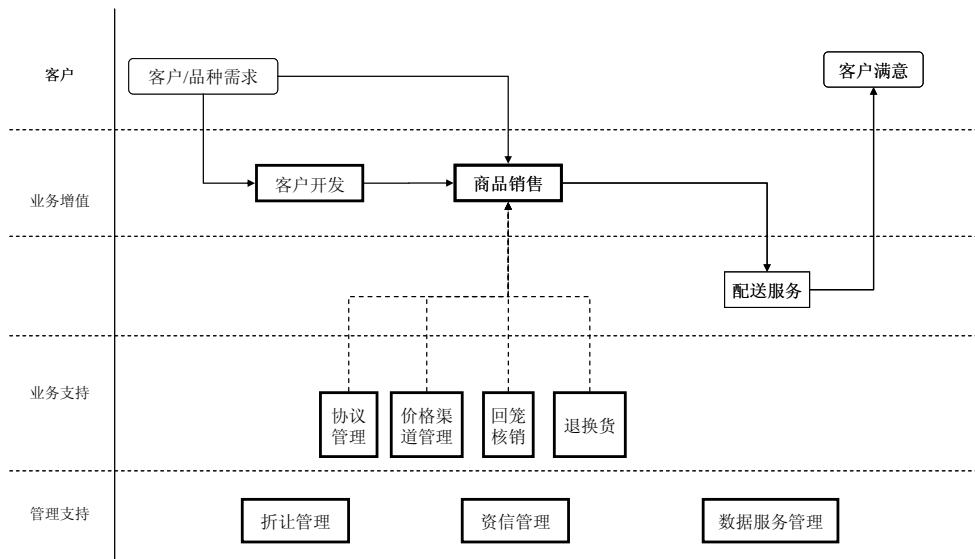 客户
客户/品种需求
客户满意
业务增值
客户开发
商品销售
配送服务
业务支持
协议
管理
价格渠
道管理
回笼
核销
退换货
管理支持
折让管理
资信管理
数据服务管理